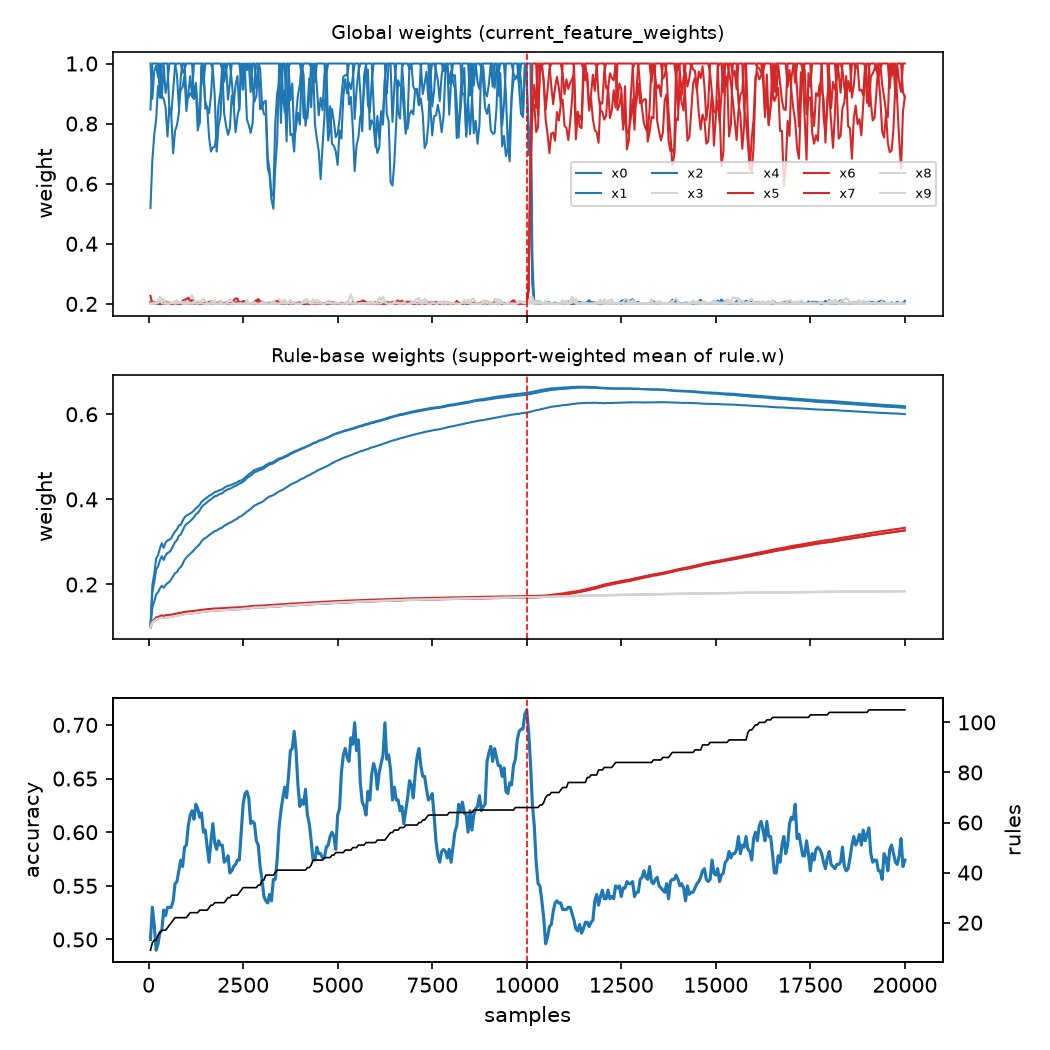 Global weights (current_feature_weights)
1.0
0.8
0.6
0.4
0.2
weight
x0 x2 x4 x6 x8
x1 x3 x5 x7 x9
Rule-base weights (support-weighted mean of rule.w)
0.6
0.4
0.2
weight
0.70
0.65
0.60
0.55
0.50
accuracy
100
80
60
40
20
rules
0 2500 5000 7500 10000 12500 15000 17500 20000
samples